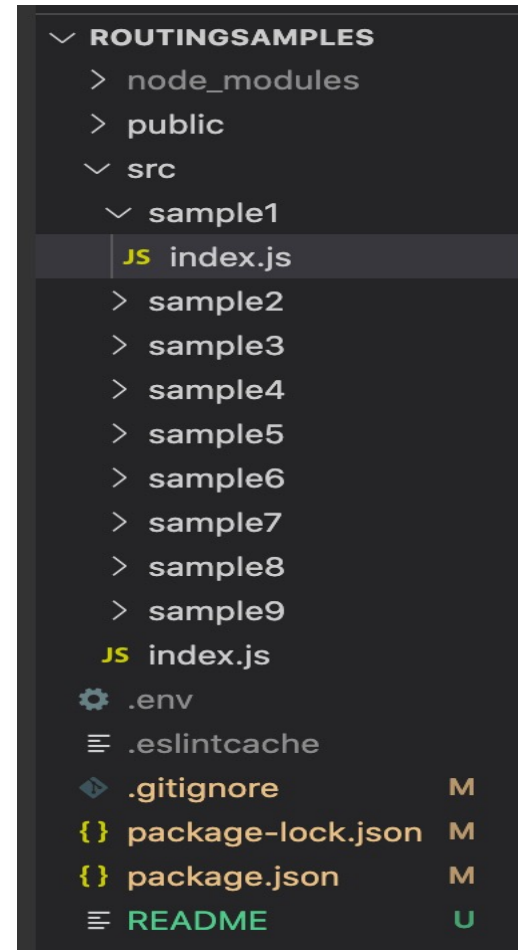 ROUTINGSAMPLES
node_modules
public
src
sample1
JS index.js
sample2
sample3
sample4
sample5
sample6
sample7
sample8
sample9
JS index.js
.env
.eslintcache
.gitignore M
{} package-lock.json M
{} package.json M
README U